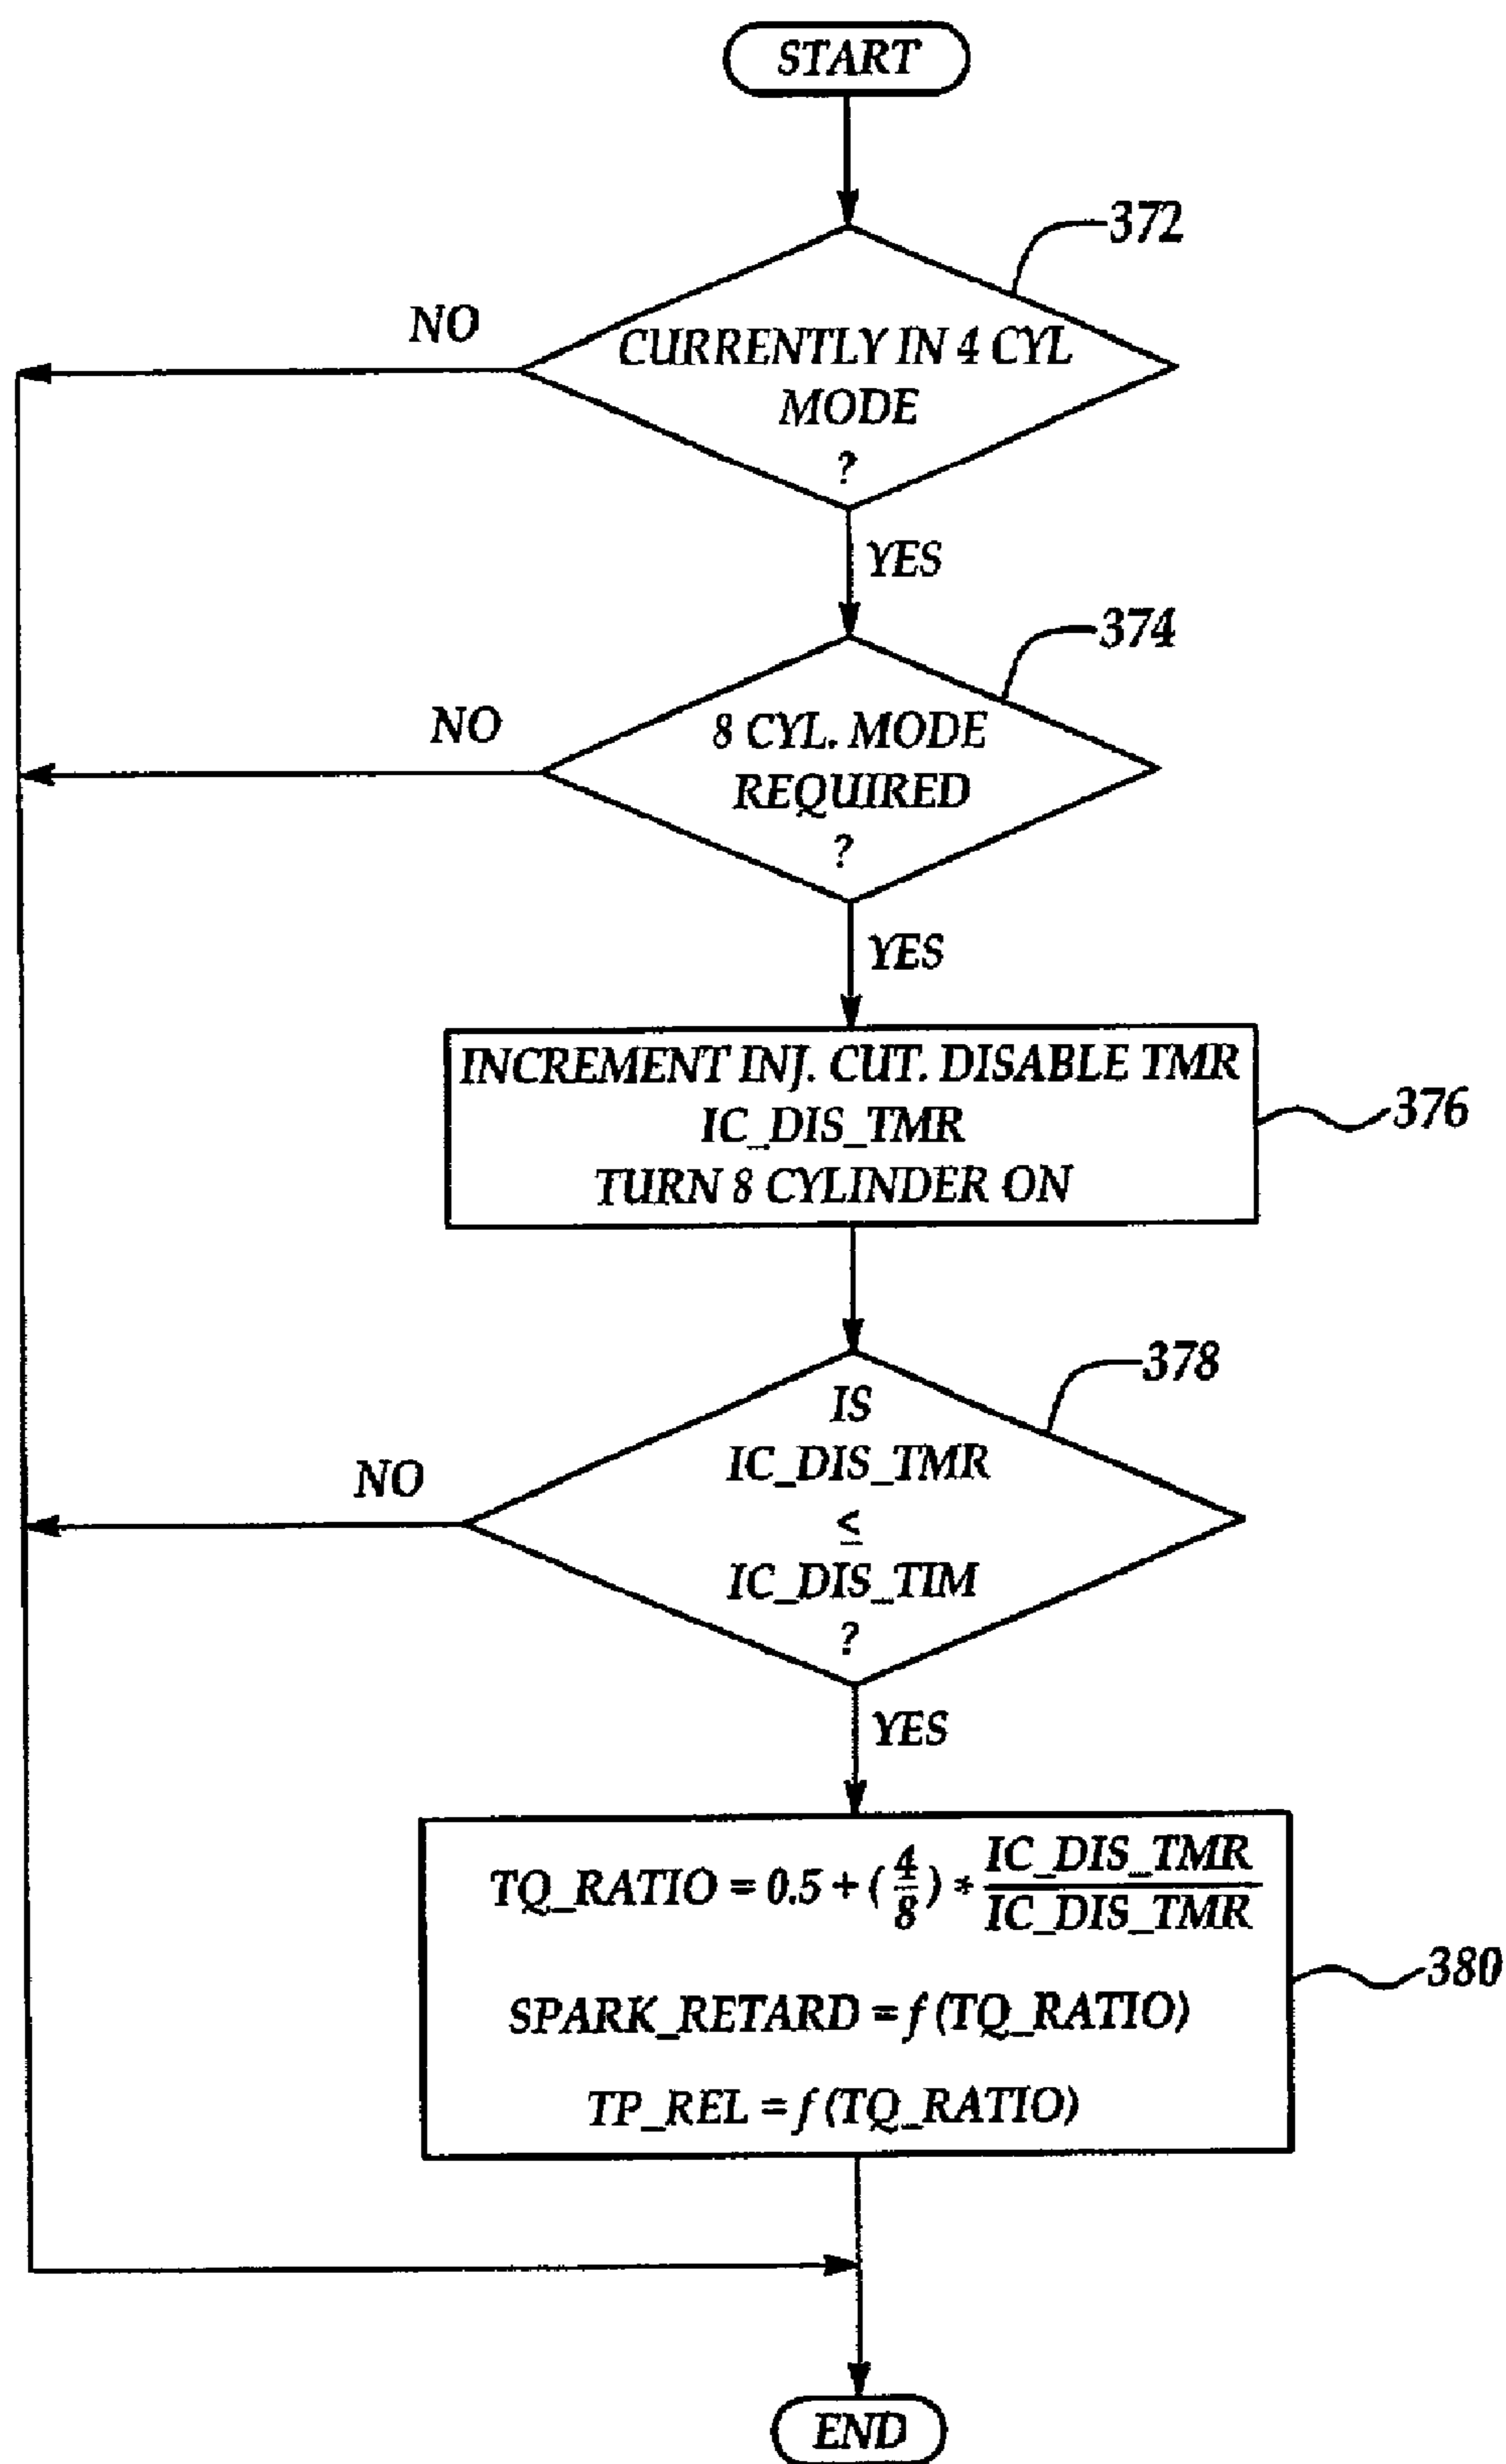 START
372
NO
CURRENTLY IN 4 CYL
MODE
?
YES
374
NO
8 CYL. MODE
REQUIRED
?
YES
INCREMENT INJ. CUT. DISABLE TMR
IC_DIS_TMR
TURN 8 CYLINDER ON
376
378
NO
IS
IC_DIS_TMR
≤
IC_DIS_TIM
?
YES
TQ_RATIO = 0.5 + (4/8) * IC_DIS_TMR/IC_DIS_TMR
SPARK_RETARD = f (TQ_RATIO)
TP_REL = f (TQ_RATIO)
380
END